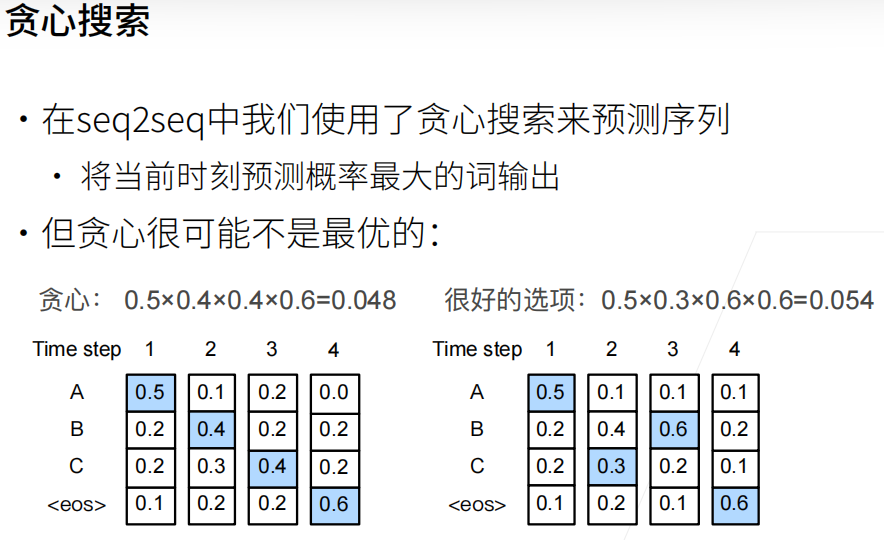 贪心搜索
• 在seq2seq中我们使用了贪心搜索来预测序列
• 将当前时刻预测概率最大的词输出
• 但贪心很可能不是最优的：
贪心： 0.5×0.4×0.4×0.6=0.048 很好的选项：0.5×0.3×0.6×0.6=0.054
Time step 1 2 3 4 Time step 1 2 3 4
A 0.5 0.1 0.2 0.0 A 0.5 0.1 0.1 0.1
B 0.2 0.4 0.2 0.2 B 0.2 0.4 0.6 0.2
C 0.2 0.3 0.4 0.2 C 0.2 0.3 0.2 0.1
<eos> 0.1 0.2 0.2 0.6 <eos> 0.1 0.2 0.1 0.6